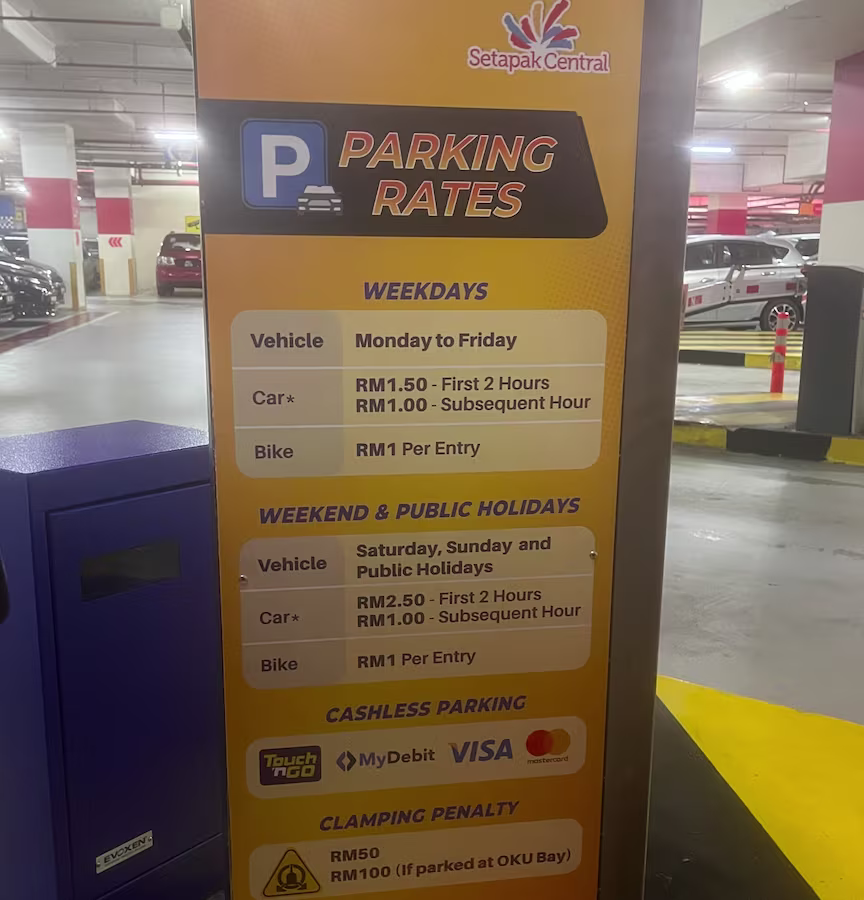 Setapak Central
P
PARKING
RATES
WEEKDAYS
Vehicle
Monday to Friday
Car*
RM1.50 - First 2 Hours
RM1.00 - Subsequent Hour
Bike
RM1 Per Entry
WEEKEND & PUBLIC HOLIDAYS
Vehicle
Saturday, Sunday and
Public Holidays
Car*
RM2.50 - First 2 Hours
RM1.00 - Subsequent Hour
Bike
RM1 Per Entry
CASHLESS PARKING
Touch
'nGO
MyDebit
VISA
mastercard
EVOXEN
CLAMPING PENALTY
RM50
RM100 (If parked at OKU Bay)